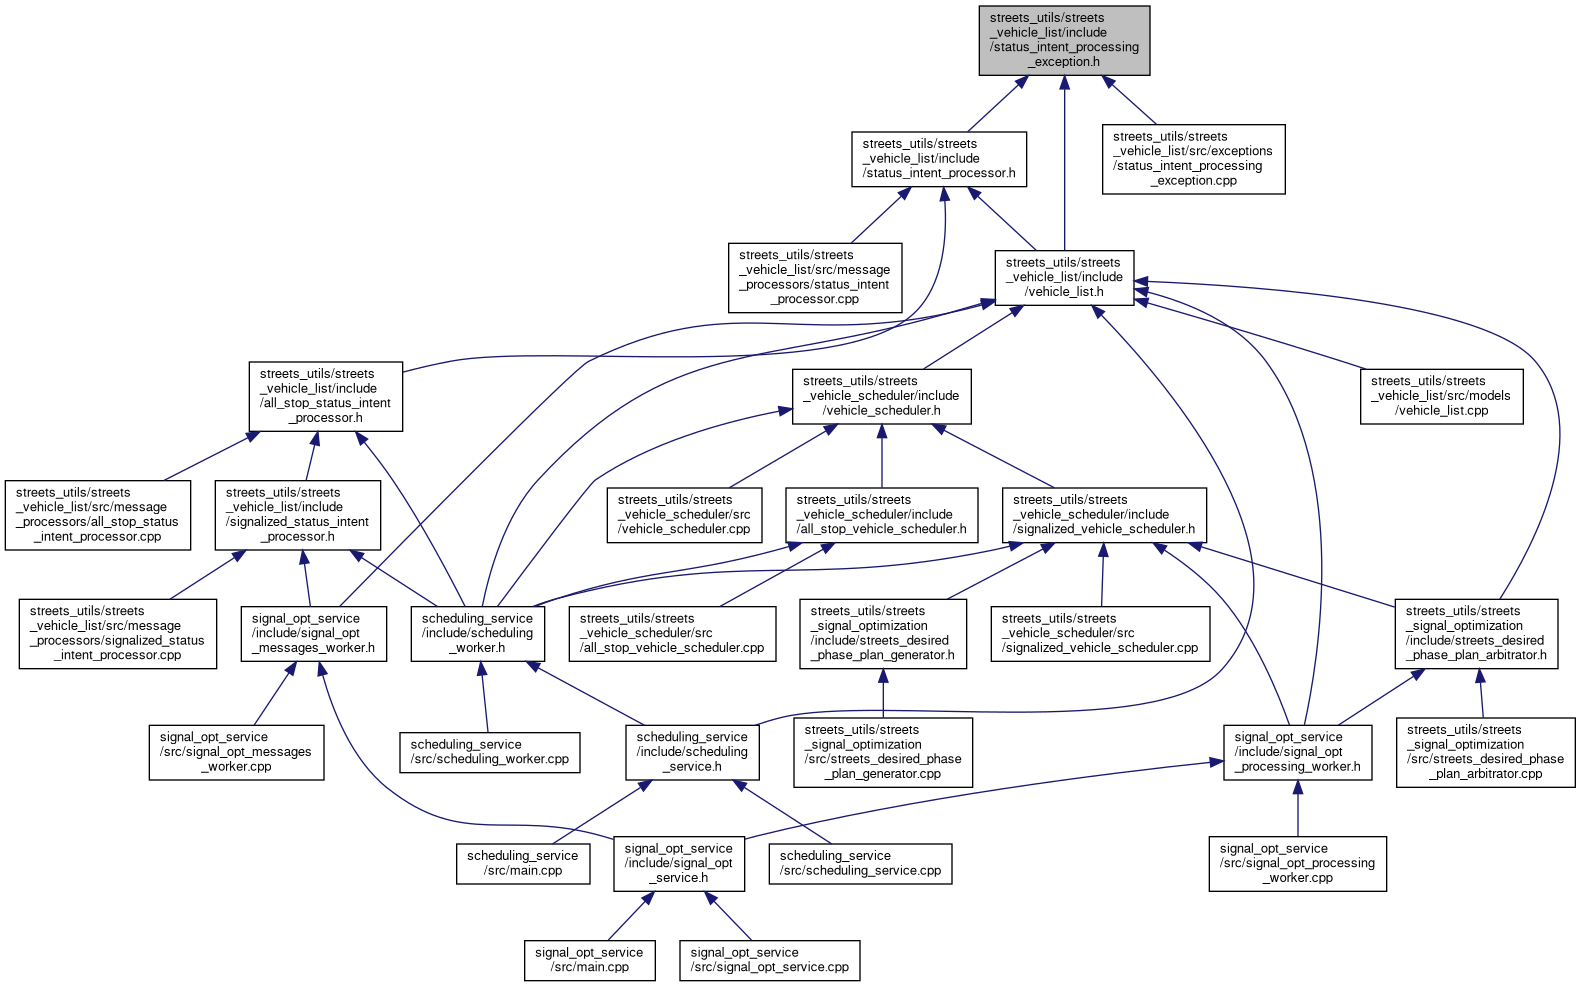 streets_utils/streets
_vehicle_list/include
/status_intent_processing
_exception.h
streets_utils/streets
_vehicle_list/include
/status_intent_processor.h
streets_utils/streets
_vehicle_list/src/exceptions
/status_intent_processing
_exception.cpp
streets_utils/streets
_vehicle_list/src/message
_processors/status_intent
_processor.cpp
streets_utils/streets
_vehicle_list/include
/vehicle_list.h
streets_utils/streets
_vehicle_list/include
/all_stop_status_intent
_processor.h
streets_utils/streets
_vehicle_scheduler/include
/vehicle_scheduler.h
streets_utils/streets
_vehicle_list/src/models
/vehicle_list.cpp
streets_utils/streets
_vehicle_list/src/message
_processors/all_stop_status
_intent_processor.cpp
streets_utils/streets
_vehicle_list/include
/signalized_status_intent
_processor.h
streets_utils/streets
_vehicle_scheduler/src
/vehicle_scheduler.cpp
streets_utils/streets
_vehicle_scheduler/include
/all_stop_vehicle_scheduler.h
streets_utils/streets
_vehicle_scheduler/include
/signalized_vehicle_scheduler.h
streets_utils/streets
_vehicle_list/src/message
_processors/signalized_status
_intent_processor.cpp
signal_opt_service
/include/signal_opt
_messages_worker.h
scheduling_service
/include/scheduling
_worker.h
streets_utils/streets
_vehicle_scheduler/src
/all_stop_vehicle_scheduler.cpp
streets_utils/streets
_signal_optimization
/include/streets_desired
_phase_plan_generator.h
streets_utils/streets
_vehicle_scheduler/src
/signalized_vehicle_scheduler.cpp
streets_utils/streets
_signal_optimization
/include/streets_desired
_phase_plan_arbitrator.h
signal_opt_service
/src/signal_opt_messages
_worker.cpp
scheduling_service
/src/scheduling_worker.cpp
scheduling_service
/include/scheduling
_service.h
streets_utils/streets
_signal_optimization
/src/streets_desired_phase
_plan_generator.cpp
signal_opt_service
/include/signal_opt
_processing_worker.h
streets_utils/streets
_signal_optimization
/src/streets_desired_phase
_plan_arbitrator.cpp
scheduling_service
/src/main.cpp
signal_opt_service
/include/signal_opt
_service.h
scheduling_service
/src/scheduling_service.cpp
signal_opt_service
/src/signal_opt_processing
_worker.cpp
signal_opt_service
/src/main.cpp
signal_opt_service
/src/signal_opt_service.cpp